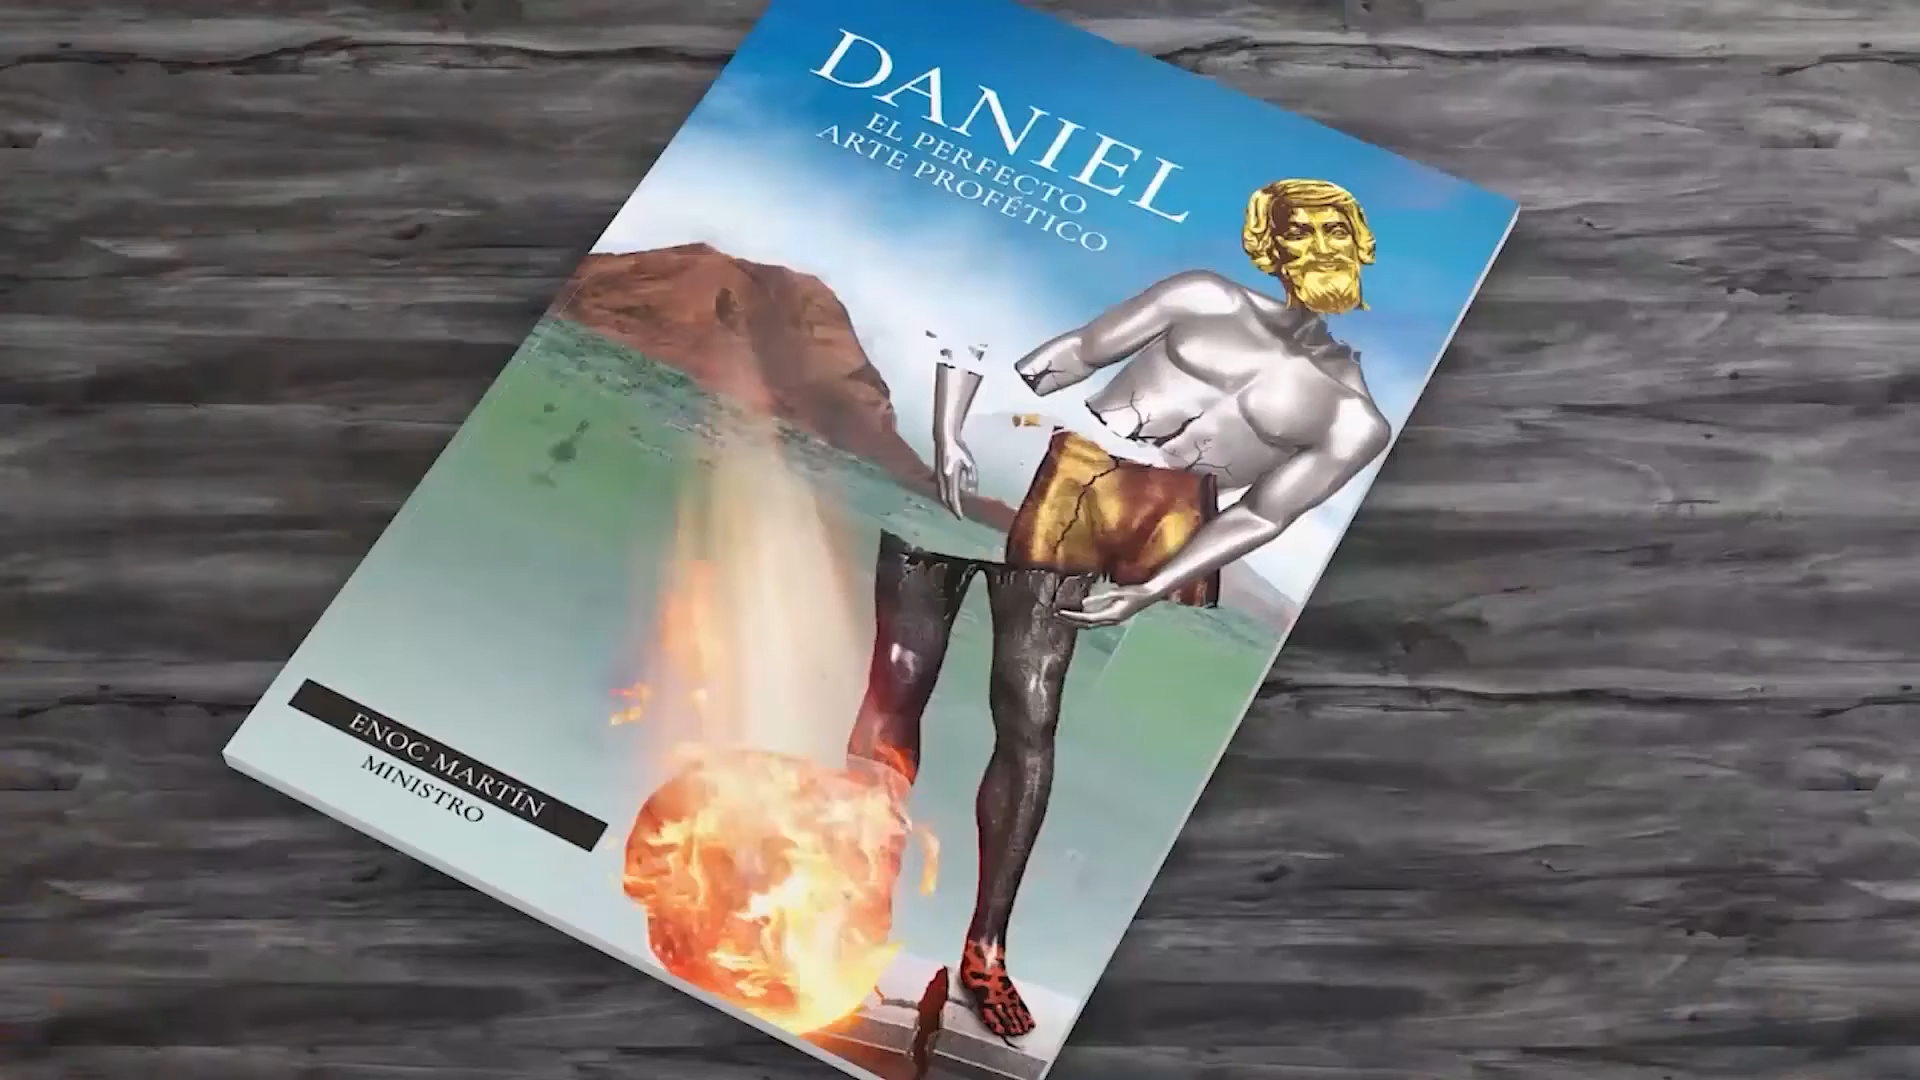 DANIEL
EL PERFECTO
ARTE PROFÉTICO
ENOC MARTÍN
MINISTRO